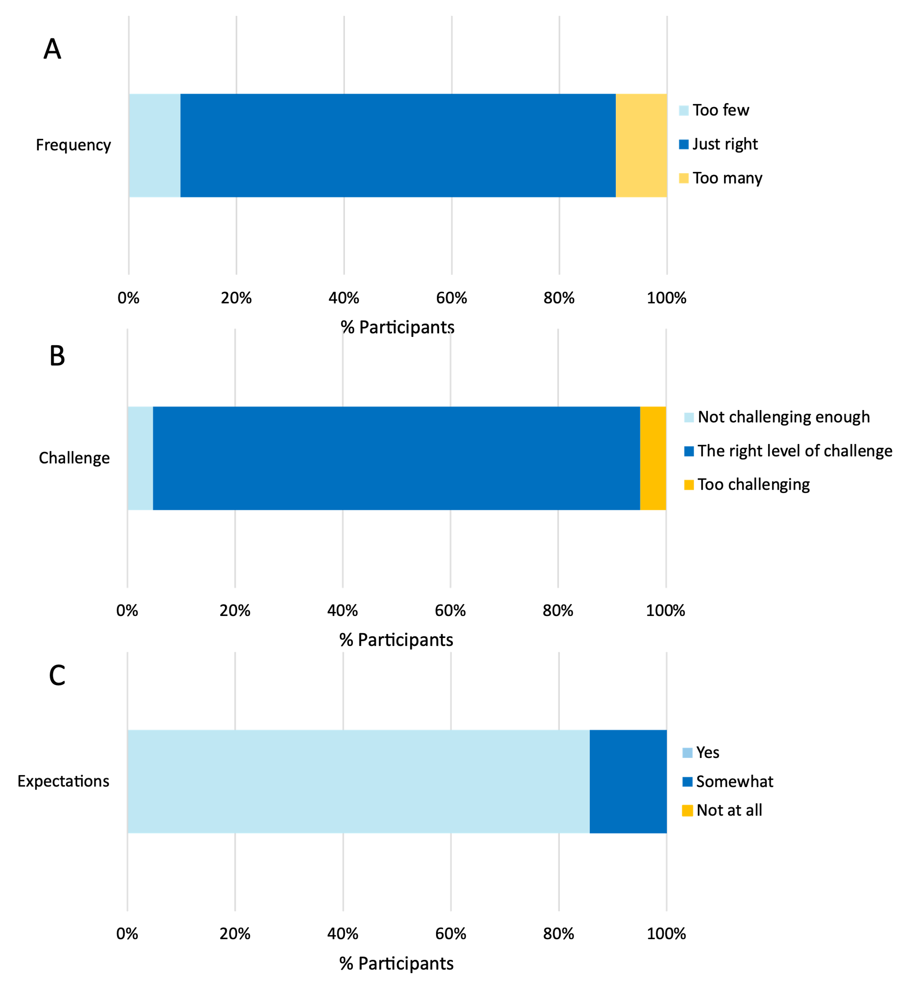 A
Frequency
Too few
Just right
Too many
0% 20% 40% 60% 80% 100%
% Participants
B
Challenge
Not challenging enough
The right level of challenge
Too challenging
0% 20% 40% 60% 80% 100%
% Participants
C
Expectations
Yes
Somewhat
Not at all
0% 20% 40% 60% 80% 100%
% Participants